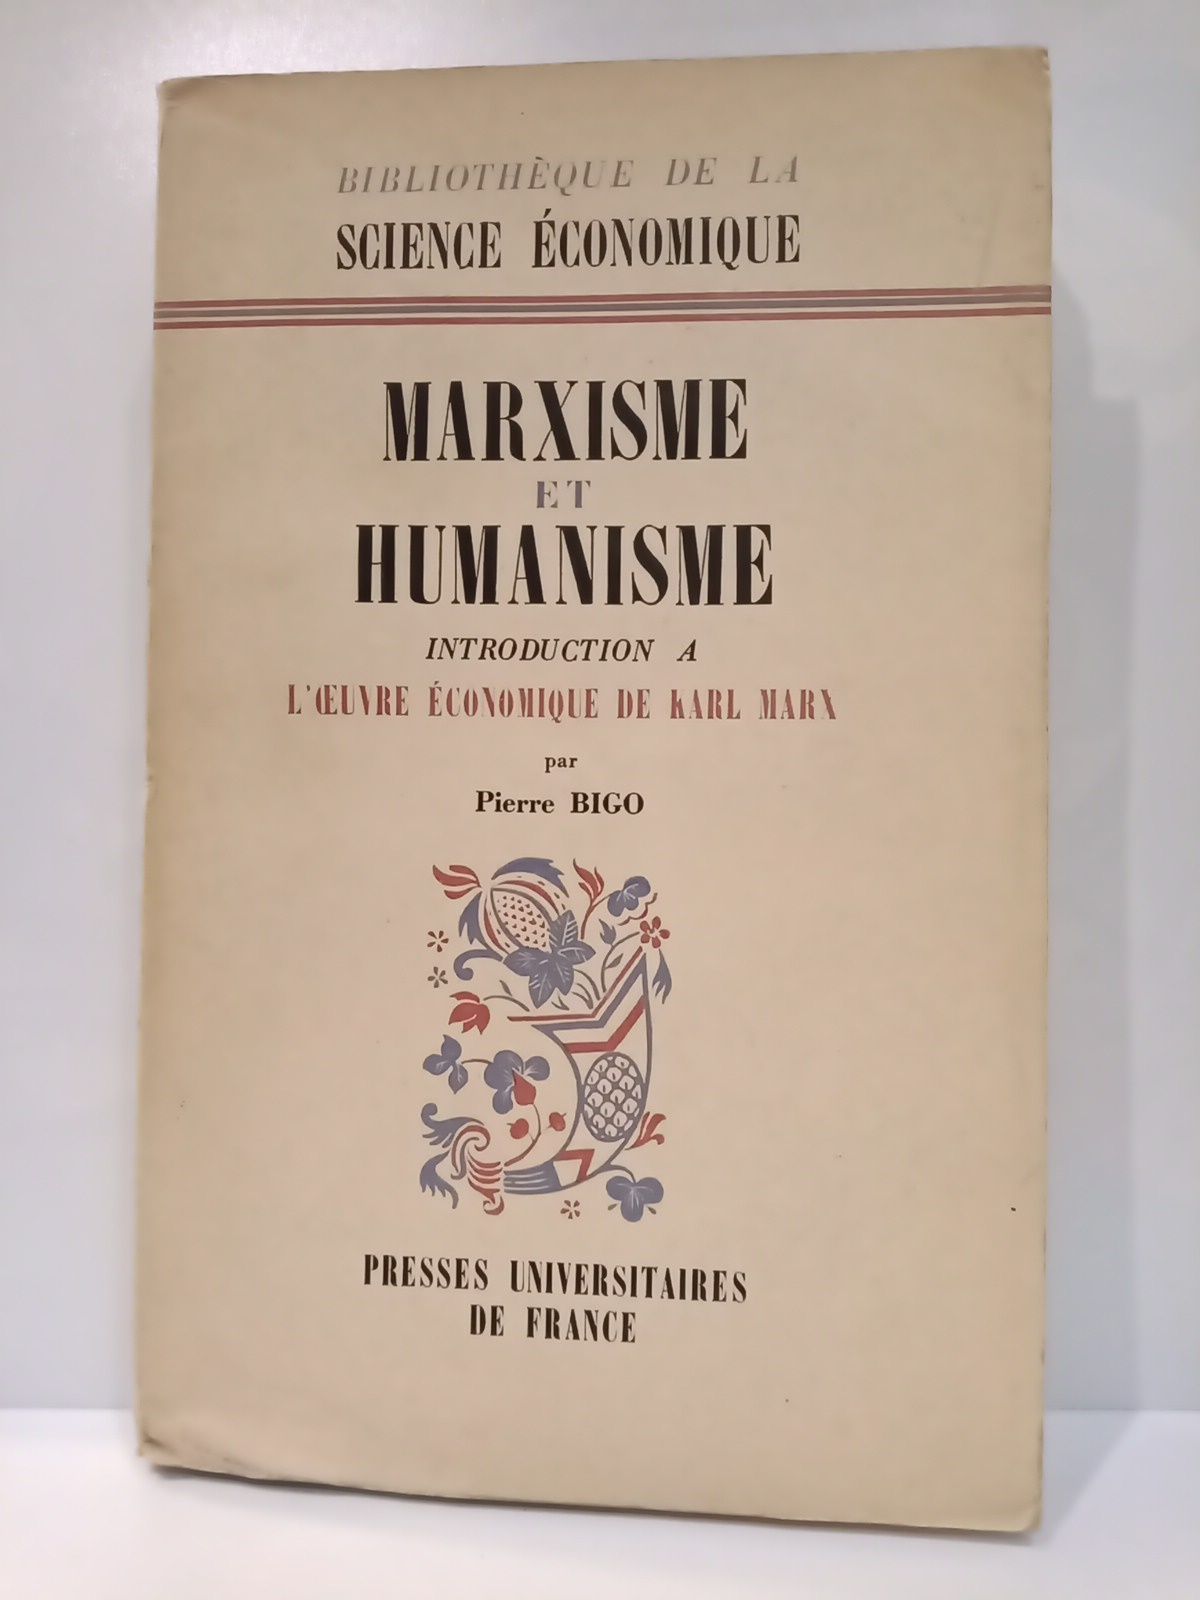 BIBLIOTHÈQUE DE LA
SCIENCE ÉCONOMIQUE
MARXISME
ET
HUMANISME
INTRODUCTION A
L'ŒUVRE ÉCONOMIQUE DE KARL MARX
par
Pierre BIGO
PRESSES UNIVERSITAIRES
DE FRANCE